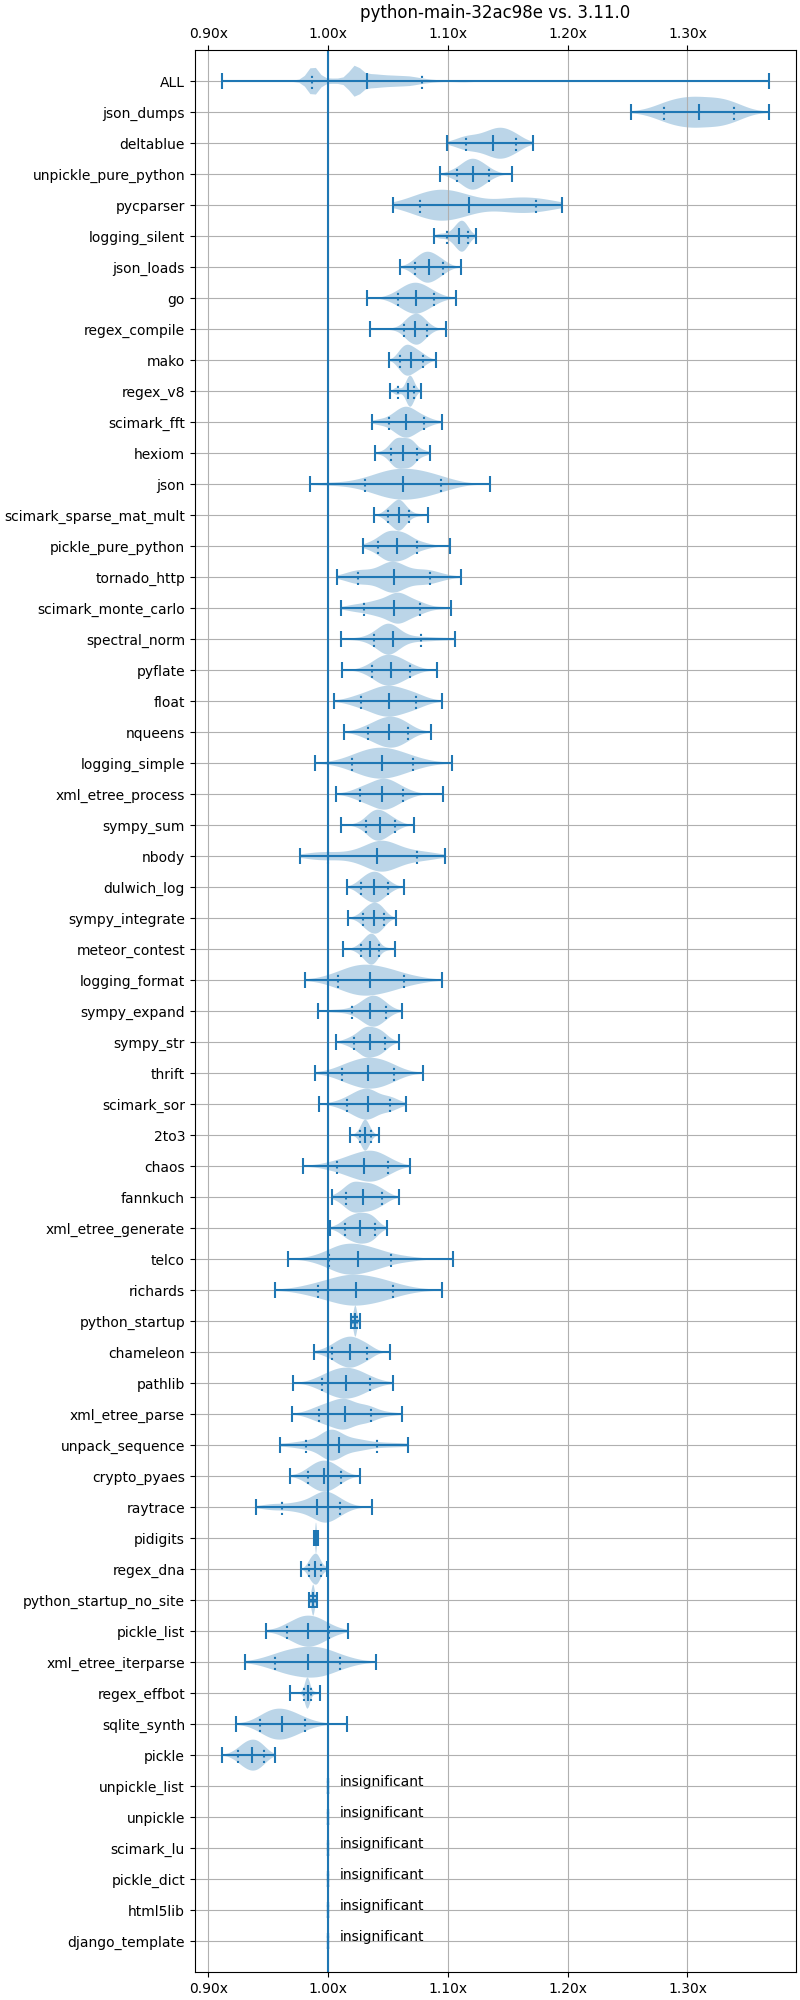 python-main-32ac98e vs. 3.11.0
0.90x 1.00x 1.10x 1.20x 1.30x
ALL
json_dumps
deltablue
unpickle_pure_python
pycparser
logging_silent
json_loads
go
regex_compile
mako
regex_v8
scimark_fft
hexiom
json
scimark_sparse_mat_mult
pickle_pure_python
tornado_http
scimark_monte_carlo
spectral_norm
pyflate
float
nqueens
logging_simple
xml_etree_process
sympy_sum
nbody
dulwich_log
sympy_integrate
meteor_contest
logging_format
sympy_expand
sympy_str
thrift
scimark_sor
2to3
chaos
fannkuch
xml_etree_generate
telco
richards
python_startup
chameleon
pathlib
xml_etree_parse
unpack_sequence
crypto_pyaes
raytrace
pidigits
regex_dna
python_startup_no_site
pickle_list
xml_etree_iterparse
regex_effbot
sqlite_synth
pickle
unpickle_list insignificant
unpickle insignificant
scimark_lu insignificant
pickle_dict insignificant
html5lib insignificant
django_template insignificant
0.90x 1.00x 1.10x 1.20x 1.30x